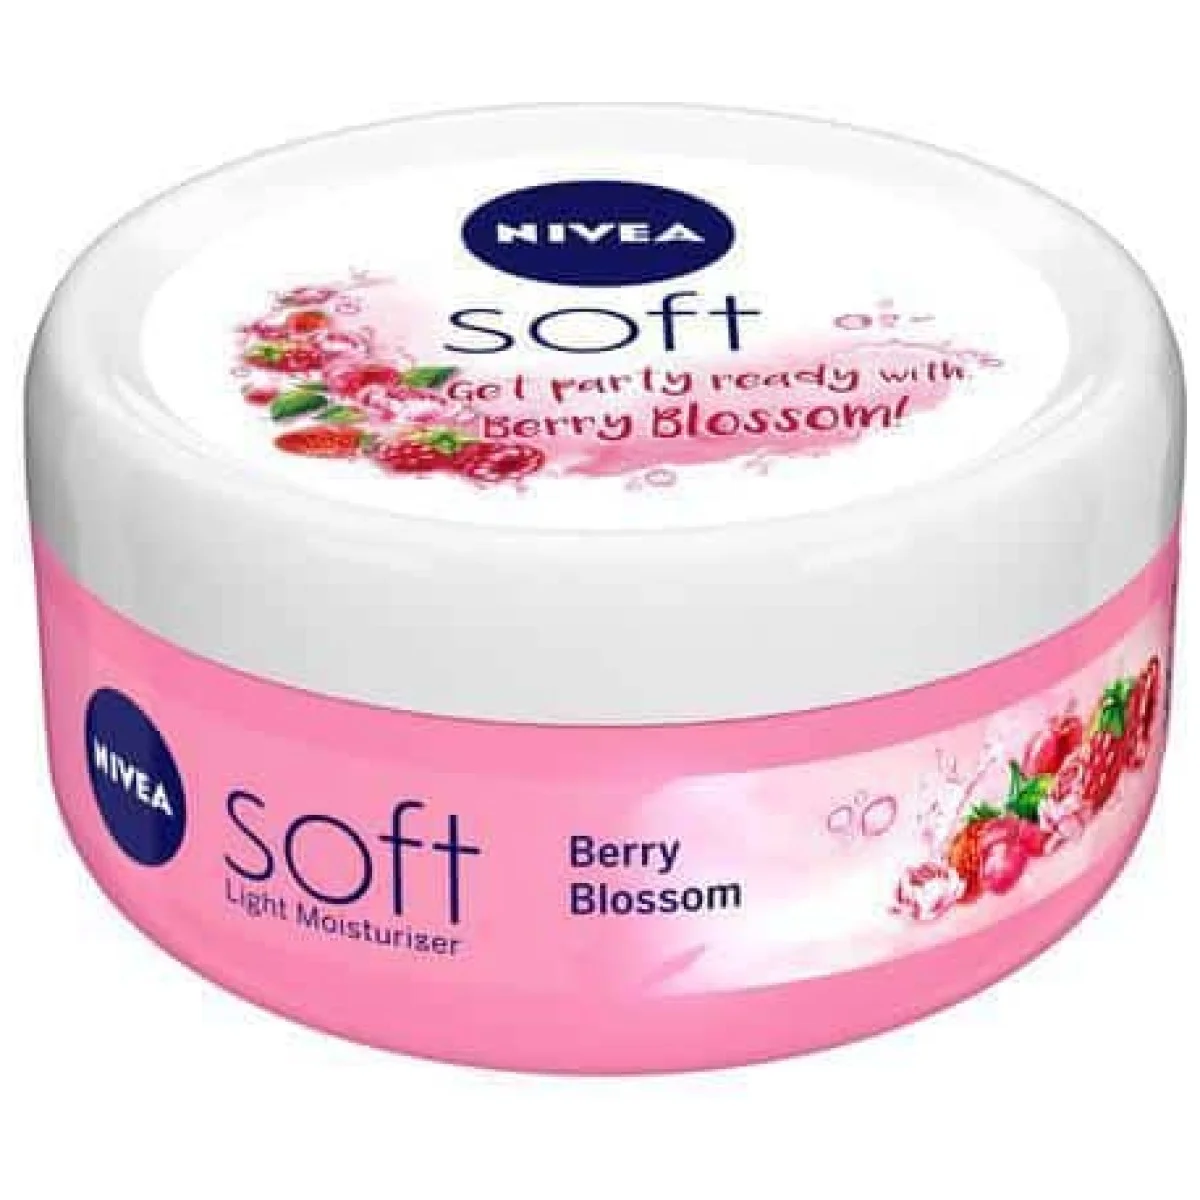 NIVEA
soft
Get party ready with
Berry Blossom!
NIVEA
soft
Light Moisturiser
Berry
Blossom